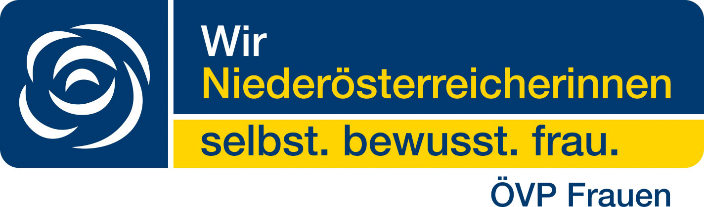 Wir
Niederösterreicherinnen
selbst. bewusst. frau.
ÖVP Frauen